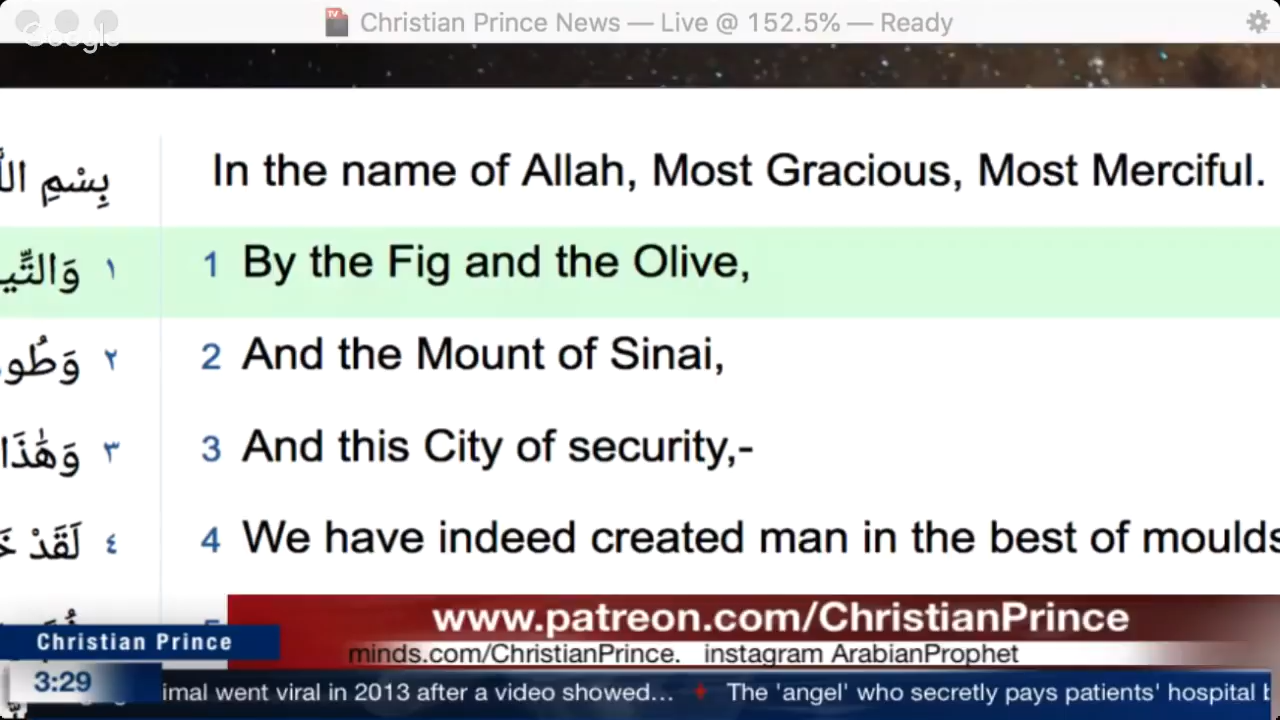 Christian Prince News — Live @ 152.5% — Ready
Google
In the name of Allah, Most Gracious, Most Merciful.
بِسْمِ
1 By the Fig and the Olive,
١
2 And the Mount of Sinai,
٢
3 And this City of security,-
٣
4 We have indeed created man in the best of moulds
٤ لَقَدْ
www.patreon.com/ChristianPrince
Christian Prince
minds.com/ChristianPrince. instagram ArabianProphet
3:29
imal went viral in 2013 after a video showed... The 'angel' who secretly pays patients' hospital